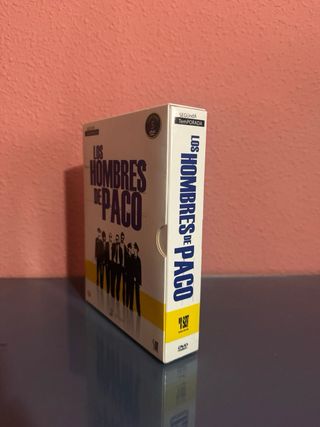 LOS
HOMBRES
DE PACO
SEGUNDA
TEMPORADA
LOS HOMBRES DE PACO
DVD